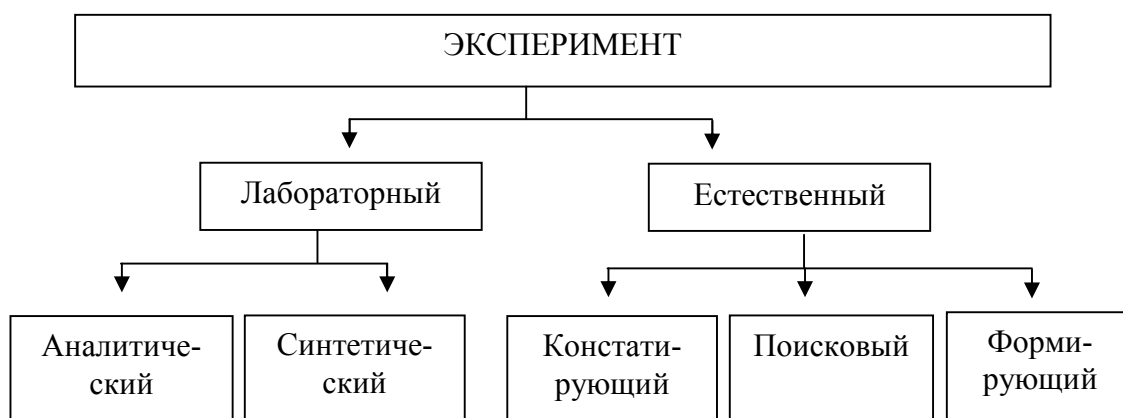 ЭКСПЕРИМЕНТ
Лабораторный
Естественный
Аналитиче-
ский
Синтетиче-
ский
Констати-
рующий
Поисковый
Форми-
рующий